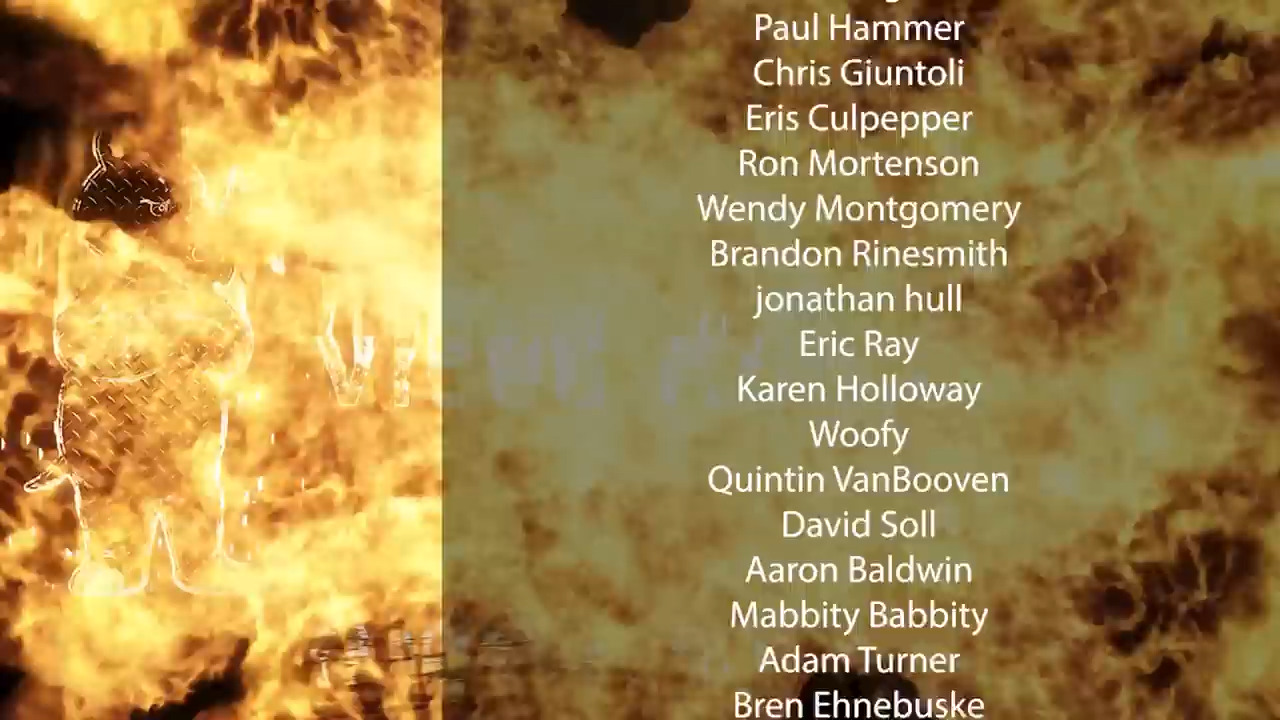 Paul Hammer
Chris Giuntoli
Eris Culpepper
Ron Mortenson
Wendy Montgomery
Brandon Rinesmith
jonathan hull
Eric Ray
Karen Holloway
Woofy
Quintin VanBooven
David Soll
Aaron Baldwin
Mabbity Babbity
Adam Turner
Bren Ehnebuske